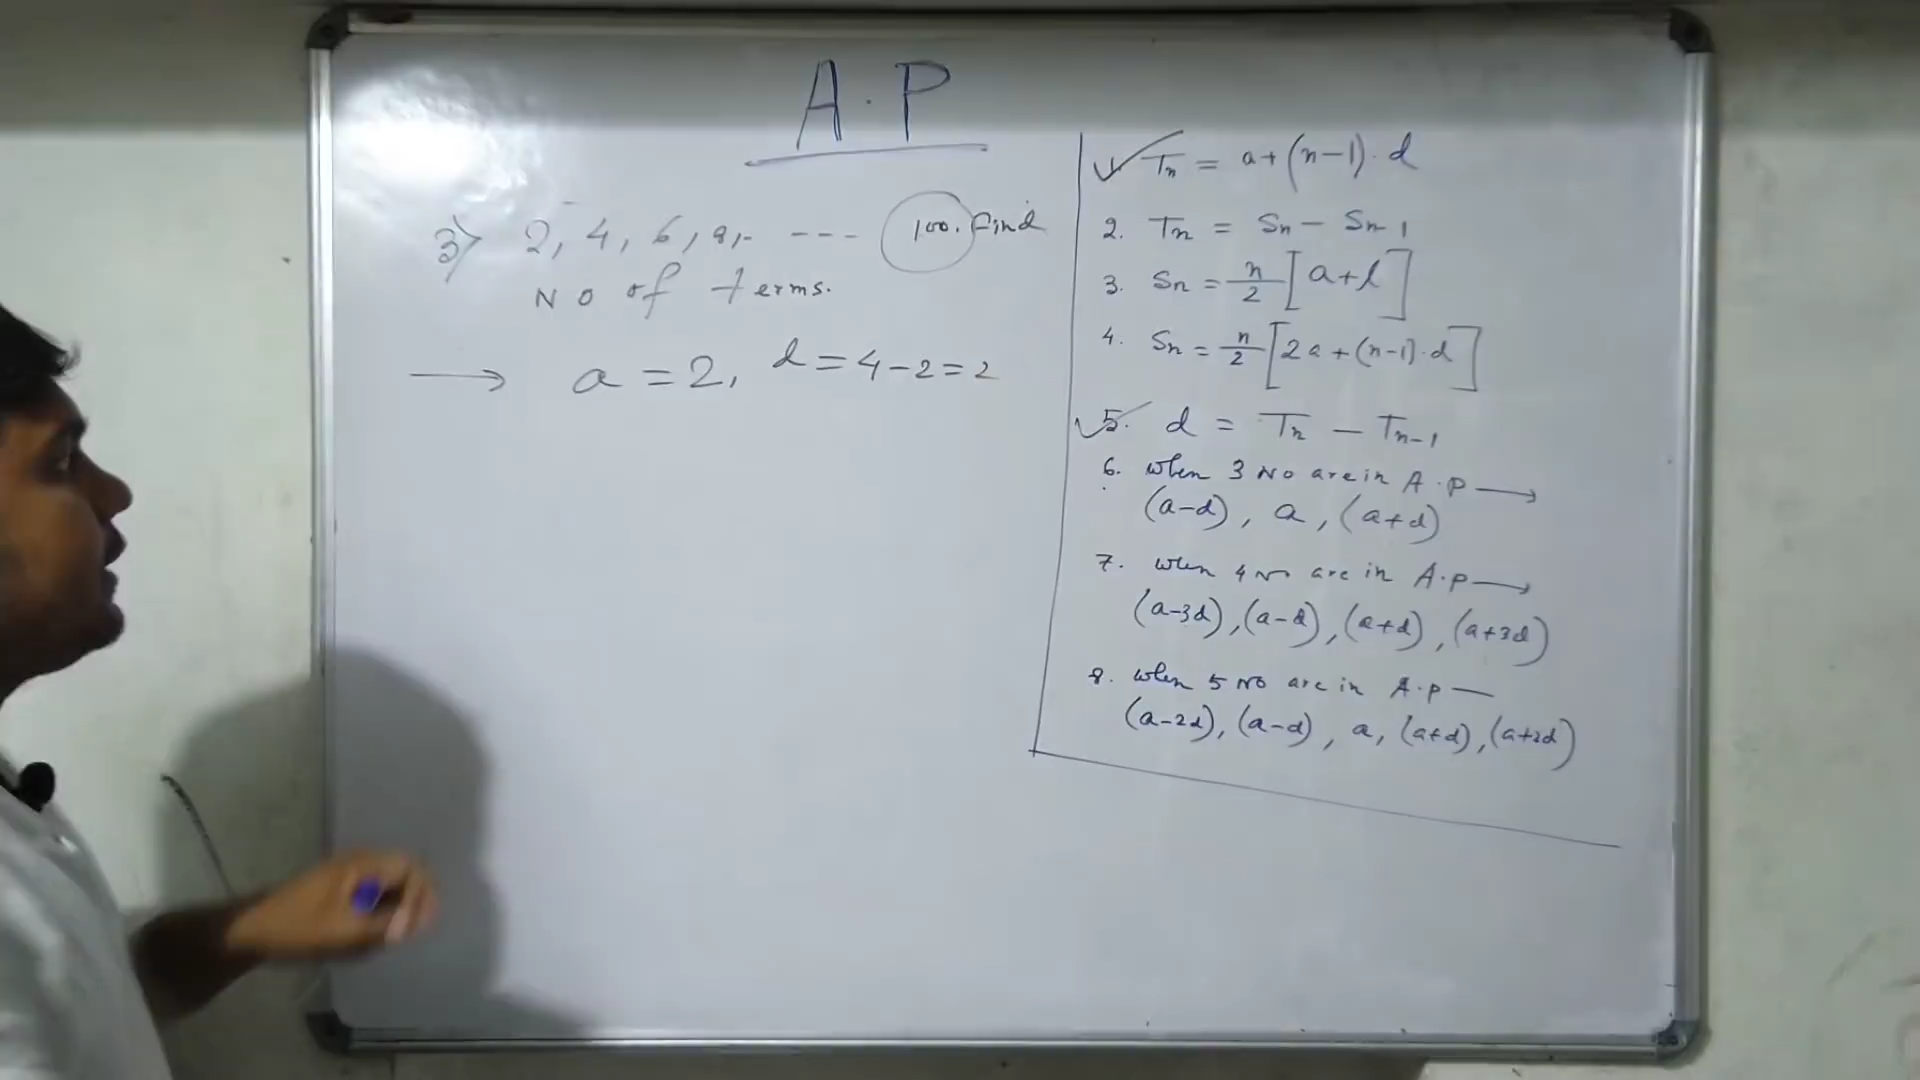 A.P
3) 2, 4, 6, 8, - --- 100. Find
No of terms.
→ a = 2, d = 4-2 = 2
1 Tn = a+(n-1).d
2. Tn = Sn - Sn-1
3. Sn = n/2 [a+l]
4. Sn = n/2 [2a+(n-1).d]
5. d = Tn - Tn-1
6. when 3 No are in A.P →
(a-d), a, (a+d)
7. when 4 No are in A.P →
(a-3d), (a-d), (a+d), (a+3d)
8. when 5 No are in A.P —
(a-2d), (a-d), a, (a+d), (a+2d)